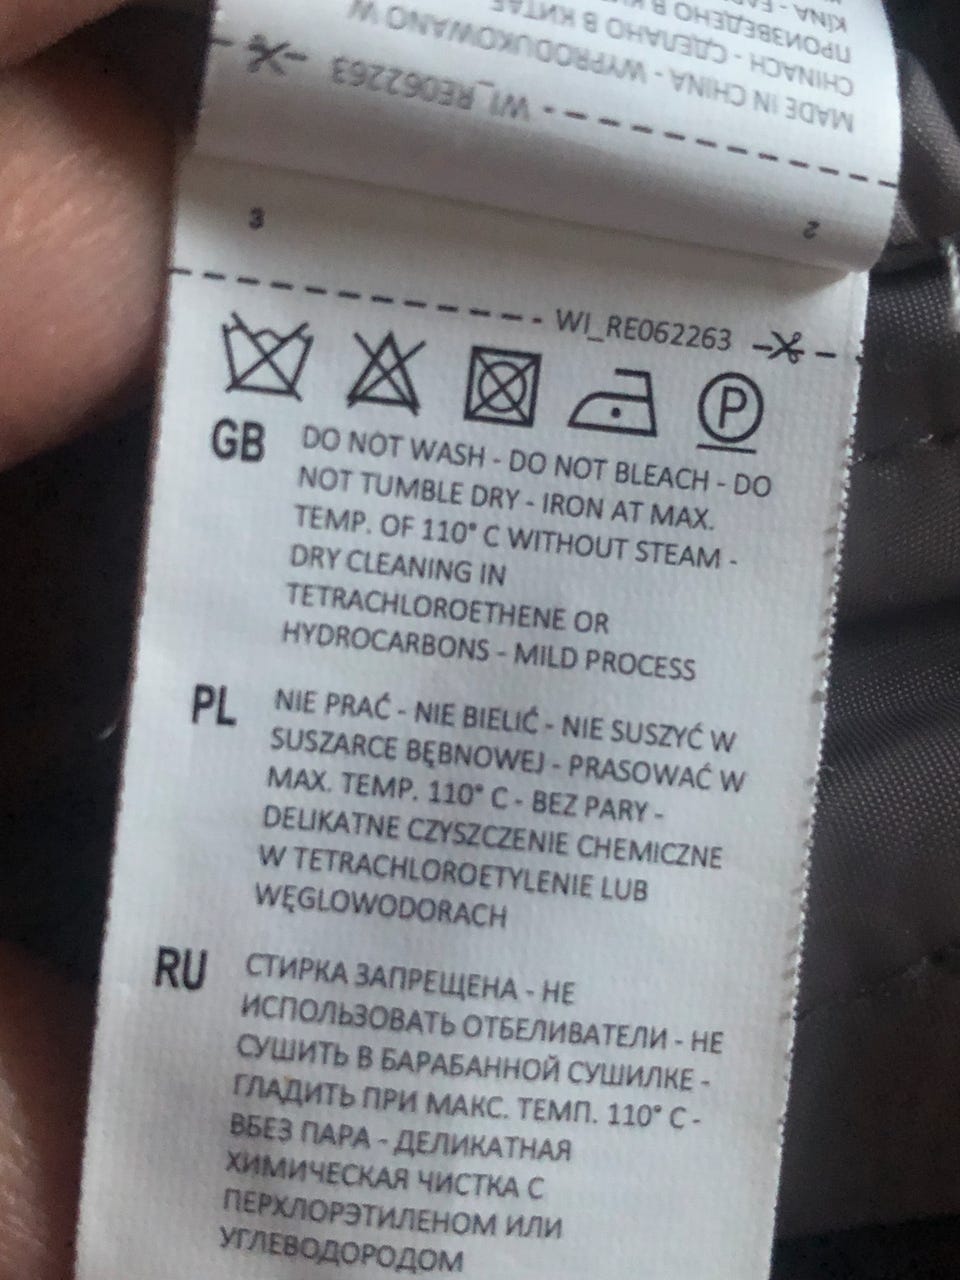 KINA -
ПРОИЗВЕДЕНО В
CHINACH - СДЕЛАНО В КИТАЕ
MADE IN CHINA - WYPRODUKOWANO W
WI_RE062263
3 2
WI_RE062263
P
GB DO NOT WASH - DO NOT BLEACH - DO
NOT TUMBLE DRY - IRON AT MAX.
TEMP. OF 110° C WITHOUT STEAM -
DRY CLEANING IN
TETRACHLOROETHENE OR
HYDROCARBONS - MILD PROCESS
PL NIE PRAĆ - NIE BIELIĆ - NIE SUSZYĆ W
SUSZARCE BĘBNOWEJ - PRASOWAĆ W
MAX. TEMP. 110° C - BEZ PARY -
DELIKATNE CZYSZCZENIE CHEMICZNE
W TETRACHLOROETYLENIE LUB
WĘGLOWODORACH
RU СТИРКА ЗАПРЕЩЕНА - НЕ
ИСПОЛЬЗОВАТЬ ОТБЕЛИВАТЕЛИ - НЕ
СУШИТЬ В БАРАБАННОЙ СУШИЛКЕ -
ГЛАДИТЬ ПРИ МАКС. ТЕМП. 110° C -
ВБЕЗ ПАРА - ДЕЛИКАТНАЯ
ХИМИЧЕСКАЯ ЧИСТКА С
ПЕРХЛОРЭТИЛЕНОМ ИЛИ
УГЛЕВОДОРОДОМ